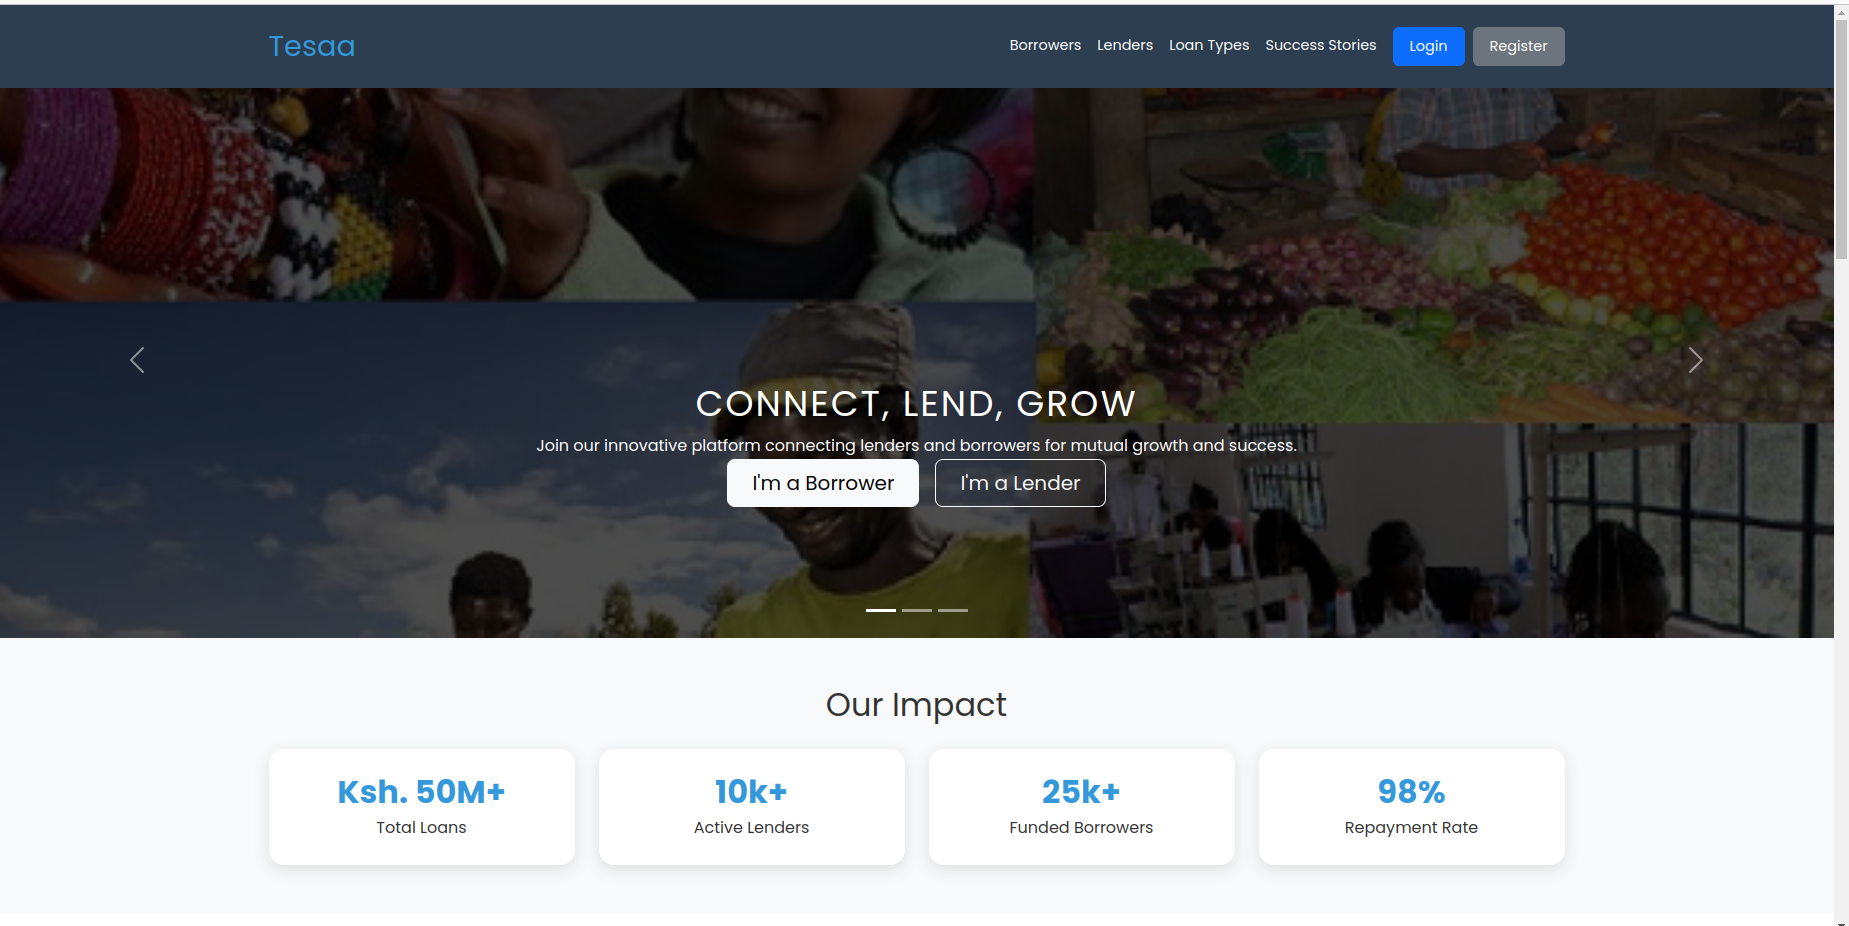 Tesaa
Borrowers Lenders Loan Types Success Stories Login Register
CONNECT, LEND, GROW
Join our innovative platform connecting lenders and borrowers for mutual growth and success.
I'm a Borrower I'm a Lender
Our Impact
Ksh. 50M+ 10k+ 25k+ 98%
Total Loans Active Lenders Funded Borrowers Repayment Rate